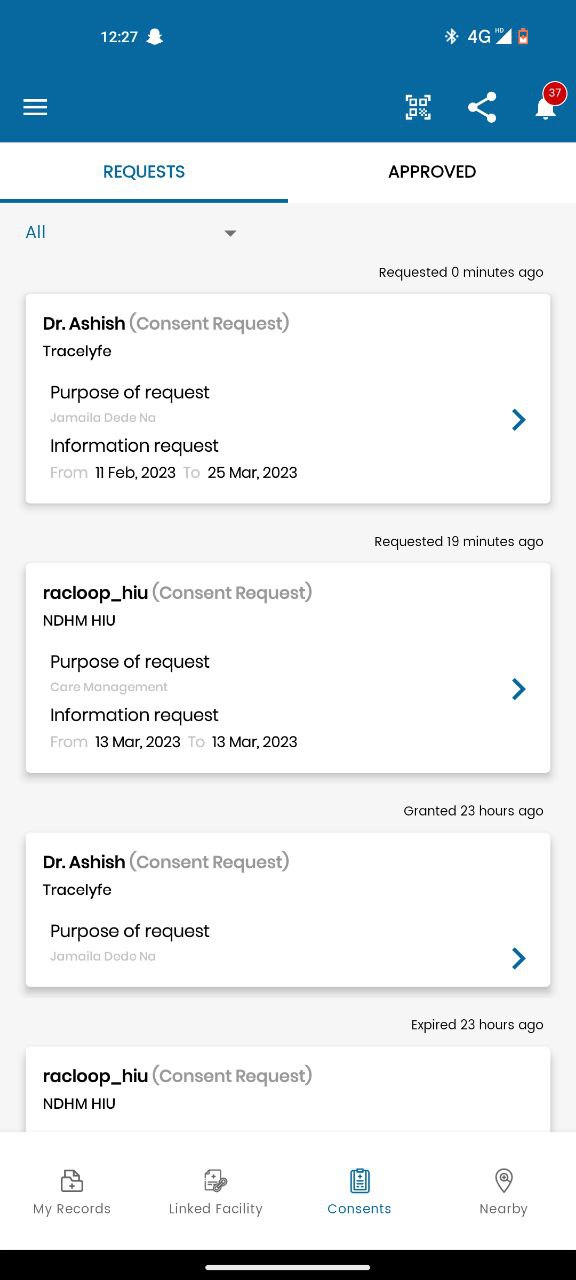 12:27
4G HD
37
REQUESTS
APPROVED
All
Requested 0 minutes ago
Dr. Ashish (Consent Request)
Tracelyfe
Purpose of request
Jamaila Dede Na
Information request
From 11 Feb, 2023 To 25 Mar, 2023
Requested 19 minutes ago
racloop_hiu (Consent Request)
NDHM HIU
Purpose of request
Care Management
Information request
From 13 Mar, 2023 To 13 Mar, 2023
Granted 23 hours ago
Dr. Ashish (Consent Request)
Tracelyfe
Purpose of request
Jamaila Dede Na
Expired 23 hours ago
racloop_hiu (Consent Request)
NDHM HIU
My Records
Linked Facility
Consents
Nearby